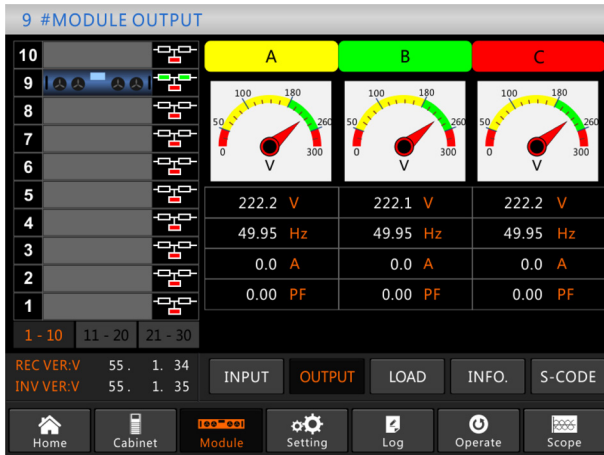 9 #MODULE OUTPUT
10
9
8
7
6
5
4
3
2
1
1 - 10 11 - 20 21 - 30
A B C
0 50 100 180 260 300 V
0 50 100 180 260 300 V
0 50 100 180 260 300 V
222.2 V 222.1 V 222.2 V
49.95 Hz 49.95 Hz 49.95 Hz
0.0 A 0.0 A 0.0 A
0.00 PF 0.00 PF 0.00 PF
REC VER:V 55. 1. 34
INV VER:V 55. 1. 35
INPUT OUTPUT LOAD INFO. S-CODE
Home Cabinet Module Setting Log Operate Scope